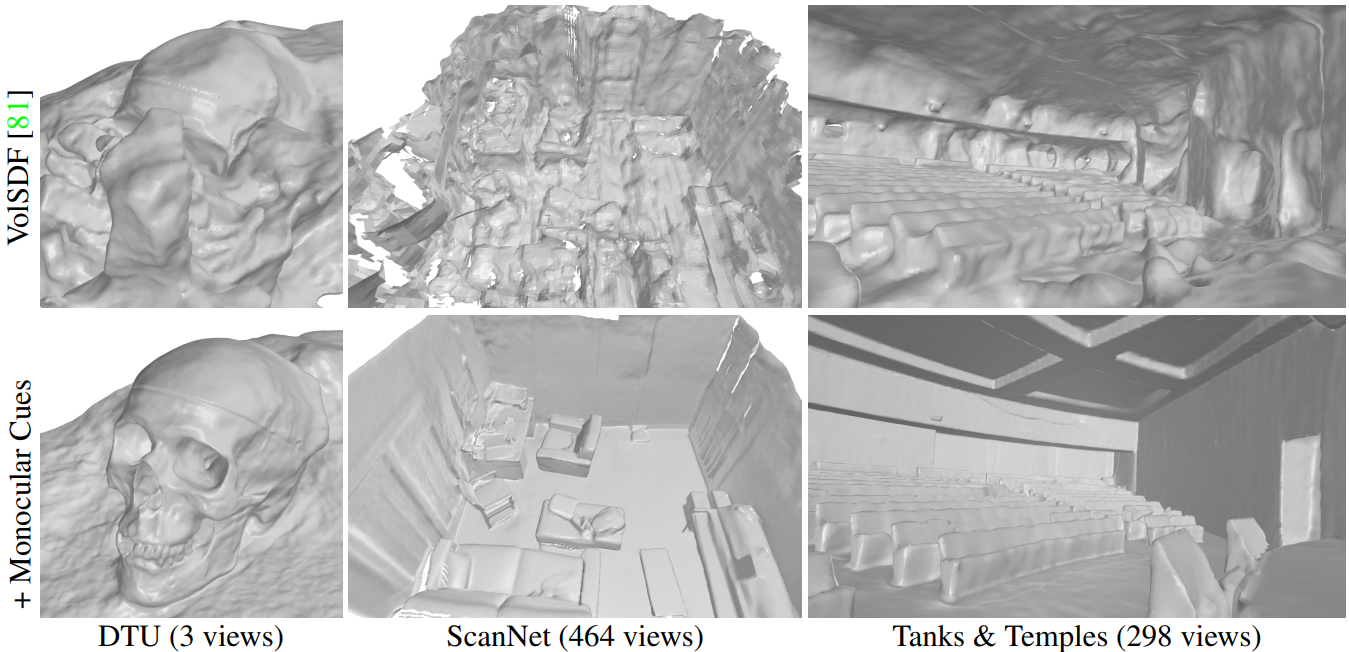 VolSDF [81]
+ Monocular Cues
DTU (3 views)
ScanNet (464 views)
Tanks & Temples (298 views)